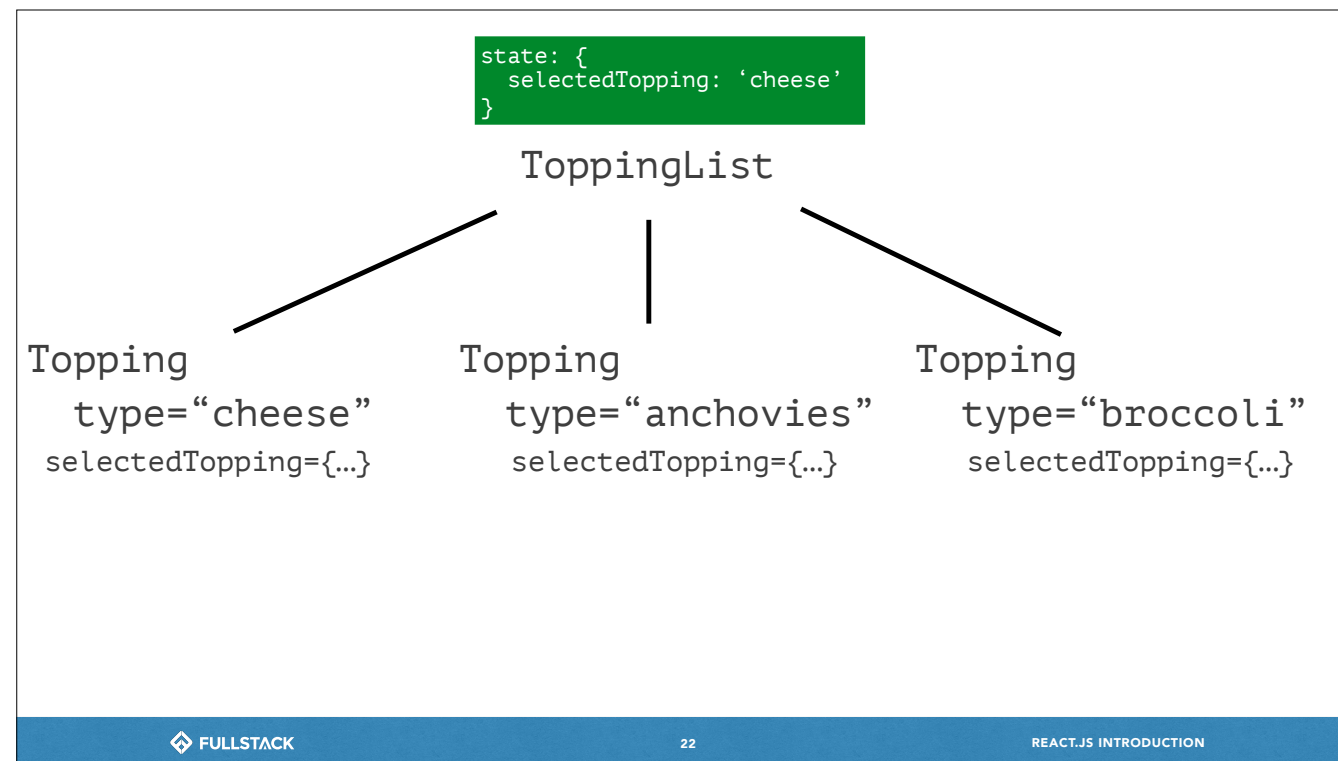 state: {
  selectedTopping: ‘cheese’
}
ToppingList
Topping
type=“cheese”
selectedTopping={…}
Topping
type=“anchovies”
selectedTopping={…}
Topping
type=“broccoli”
selectedTopping={…}
FULLSTACK
22
REACT.JS INTRODUCTION